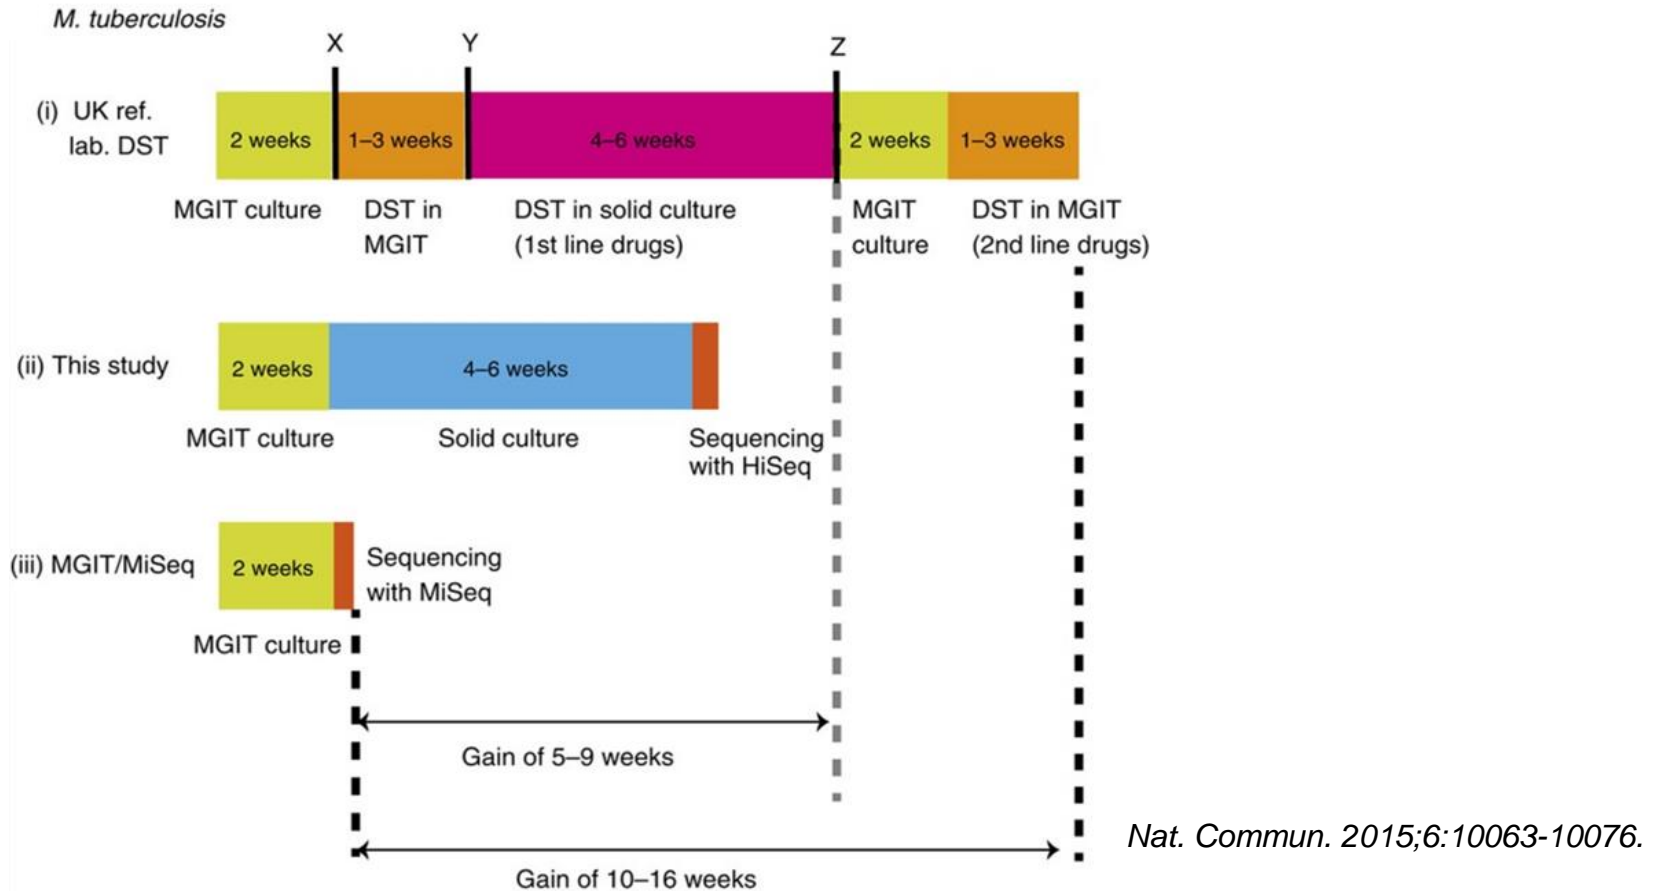 M. tuberculosis
X
Y
Z
(i) UK ref.
lab. DST
2 weeks
1–3 weeks
4–6 weeks
2 weeks
1–3 weeks
MGIT culture
DST in
MGIT
DST in solid culture
(1st line drugs)
MGIT
culture
DST in MGIT
(2nd line drugs)
(ii) This study
2 weeks
4–6 weeks
MGIT culture
Solid culture
Sequencing
with HiSeq
(iii) MGIT/MiSeq
2 weeks
Sequencing
with MiSeq
MGIT culture
Gain of 5–9 weeks
Nat. Commun. 2015;6:10063-10076.
Gain of 10–16 weeks